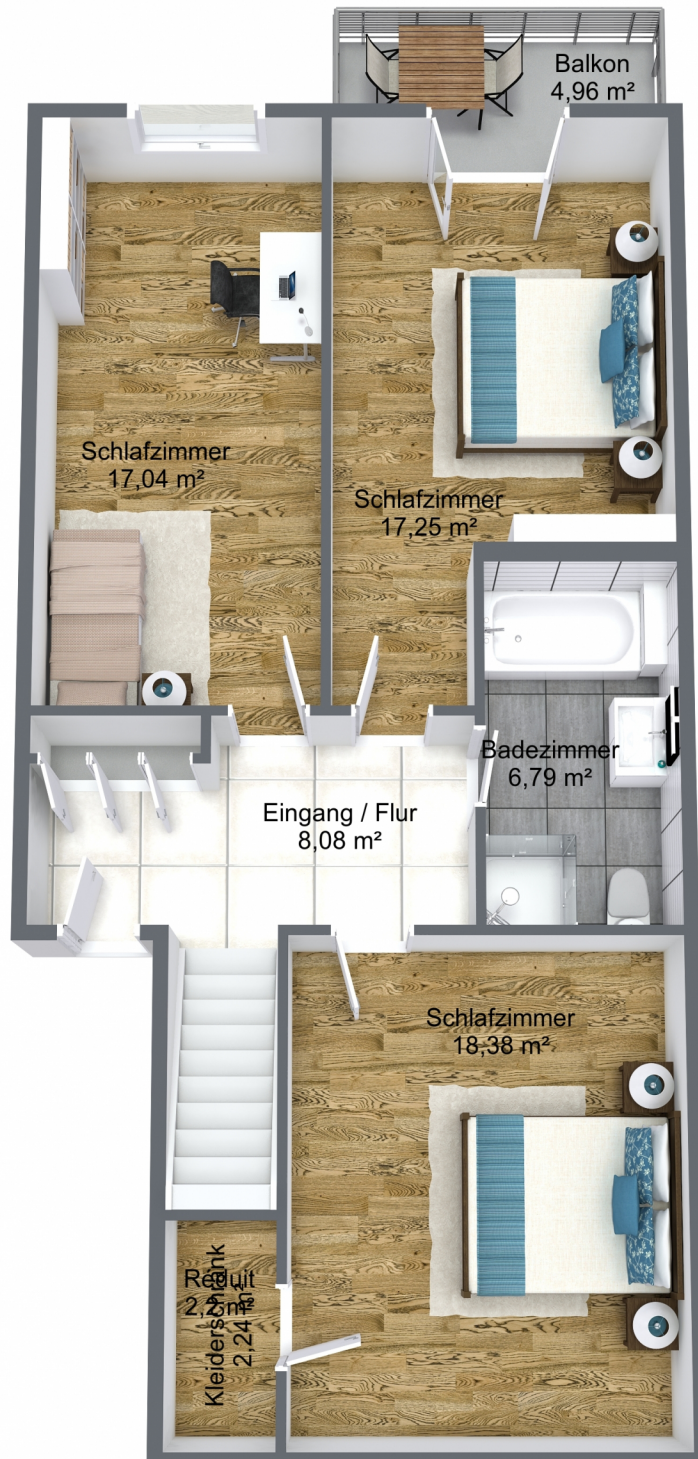 Balkon
4,96 m²
Schlafzimmer
17,04 m²
Schlafzimmer
17,25 m²
Badezimmer
6,79 m²
Eingang / Flur
8,08 m²
Schlafzimmer
18,38 m²
Reduit
m²
Kleiderschrank
2,24 m²